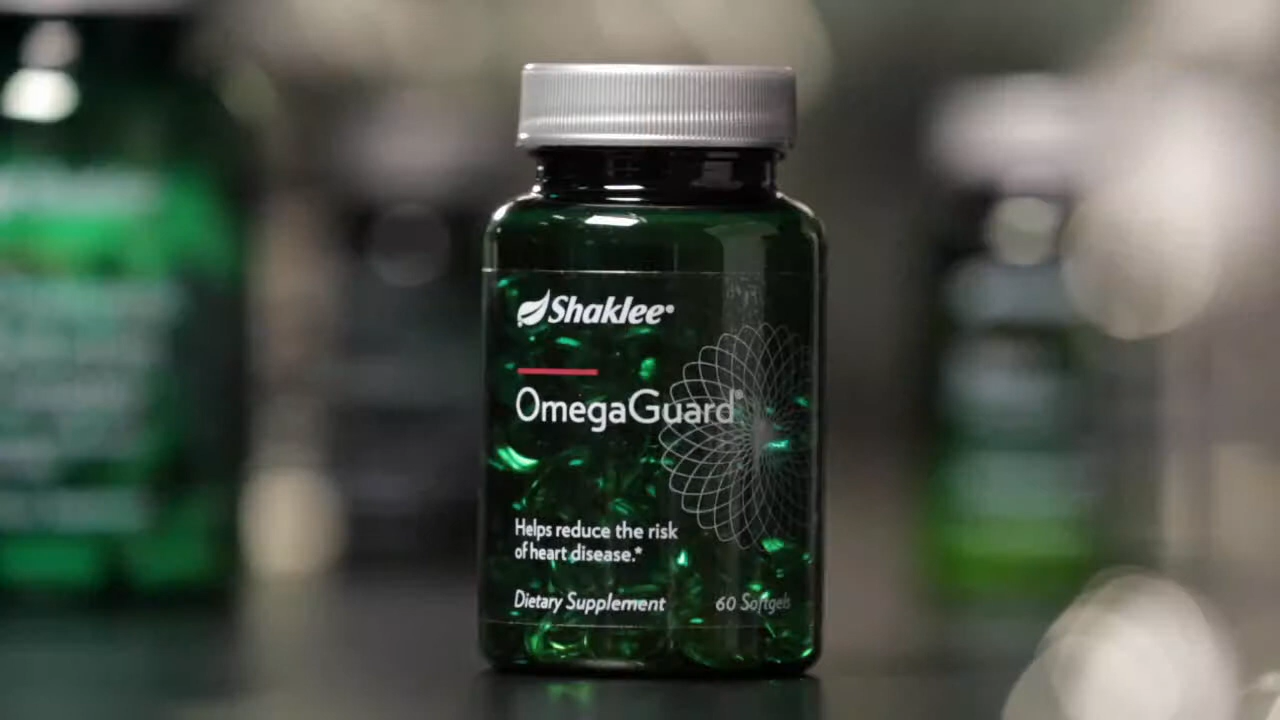 Shaklee®
OmegaGuard®
Helps reduce the risk
of heart disease.*
Dietary Supplement
60 Softgels